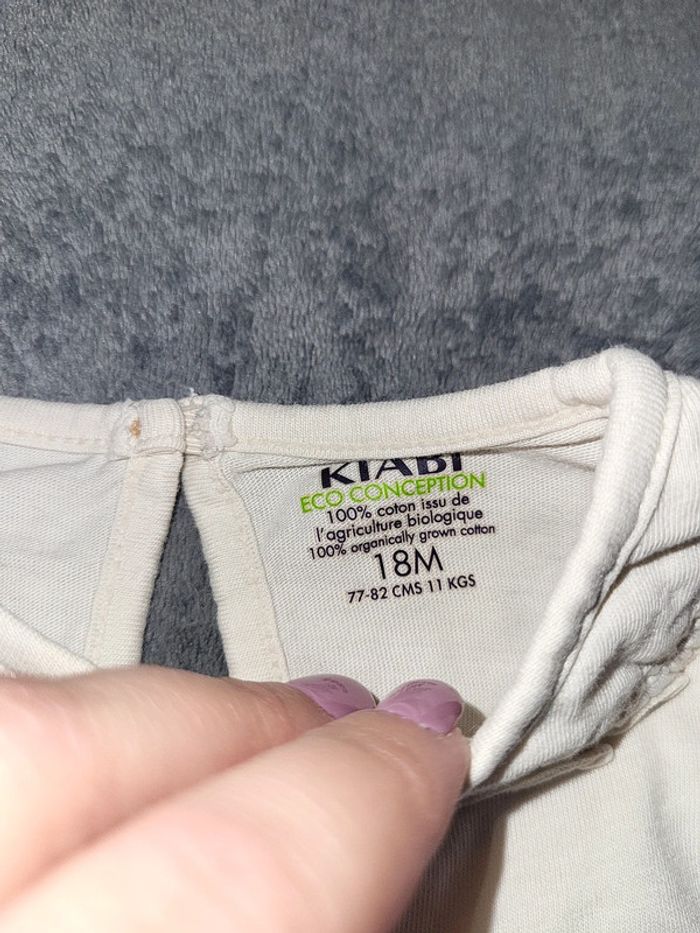 KIABI
ECO CONCEPTION
100% coton issu de
l'agriculture biologique
100% organically grown cotton
18M
77-82 CMS 11 KGS